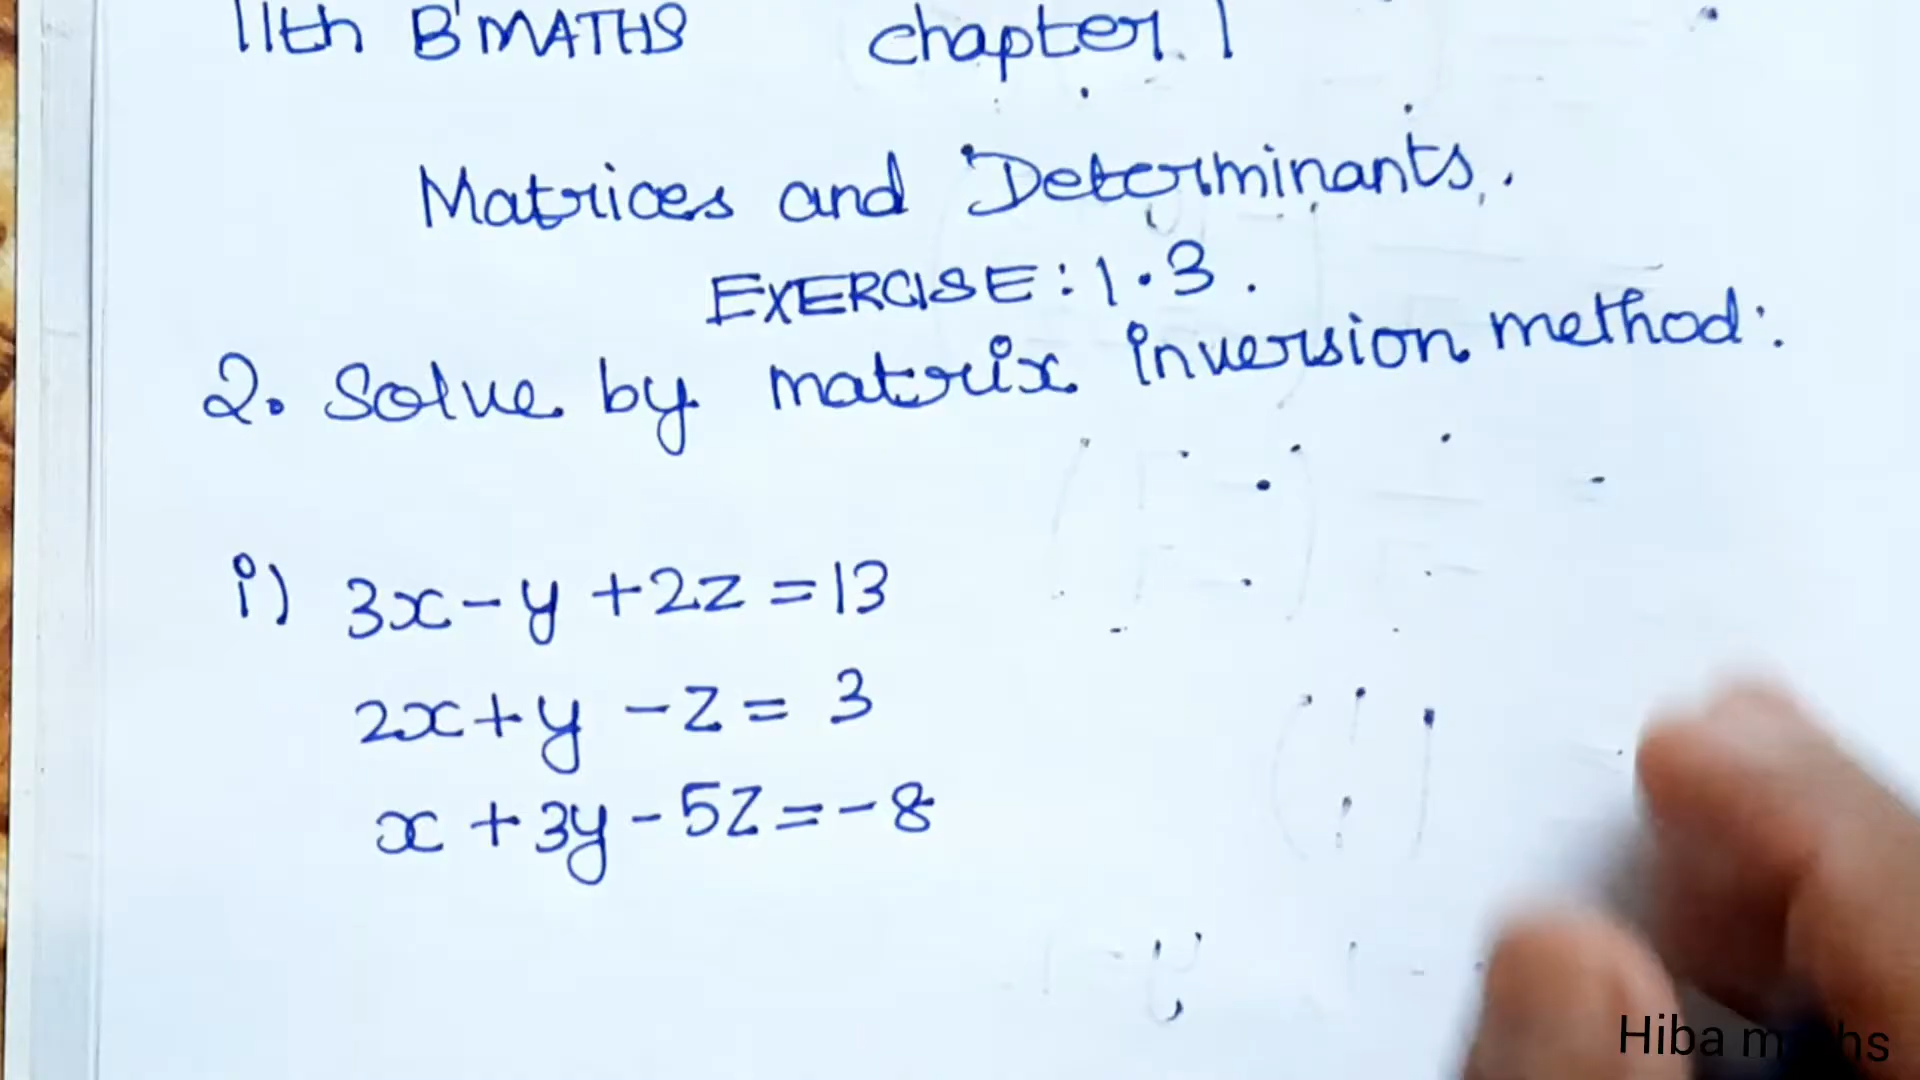 11th B'MATHS chapter 1
Matrices and Determinants.
EXERCISE: 1.3.
2. Solve by matrix inversion method:
i) 3x - y + 2z = 13
2x + y - z = 3
x + 3y - 5z = -8
Hiba